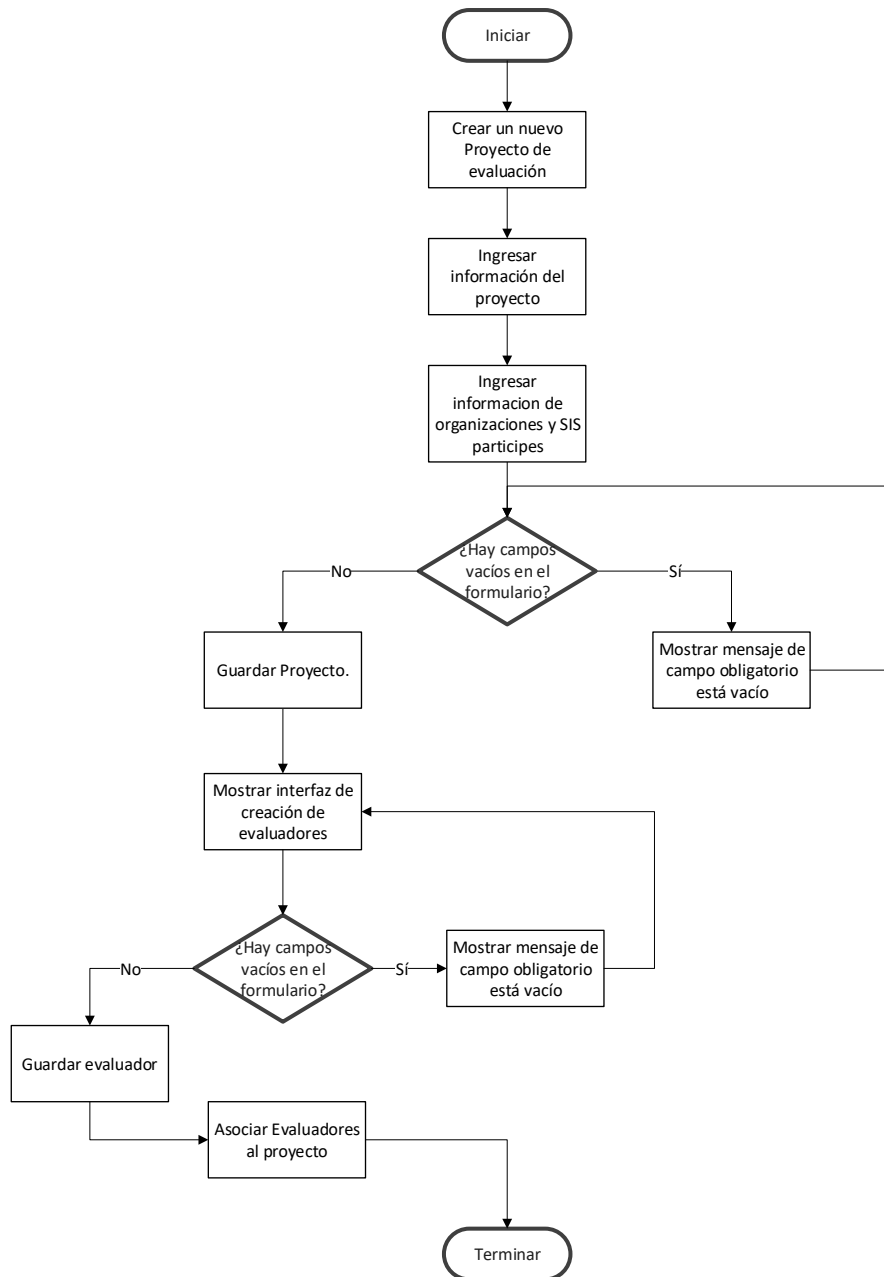 Iniciar
Crear un nuevo
Proyecto de
evaluación
Ingresar
información del
proyecto
Ingresar
informacion de
organizaciones y SIS
participes
¿Hay campos
vacíos en el
formulario?
No
Sí
Guardar Proyecto.
Mostrar mensaje de
campo obligatorio
está vacío
Mostrar interfaz de
creación de
evaluadores
¿Hay campos
vacíos en el
formulario?
No
Sí
Mostrar mensaje de
campo obligatorio
está vacío
Guardar evaluador
Asociar Evaluadores
al proyecto
Terminar